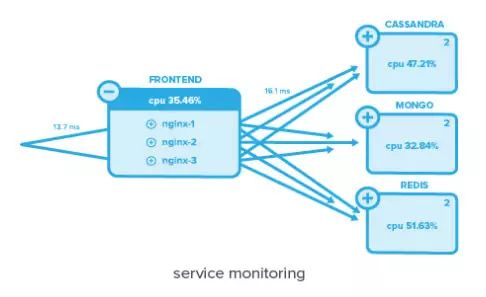 CASSANDRA
2
cpu 47.21%
FRONTEND
16.1 ms
cpu 35.46%
MONGO
2
13.7 ms
nginx-1
nginx-2
cpu 32.84%
nginx-3
REDIS
2
cpu 51.63%
service monitoring